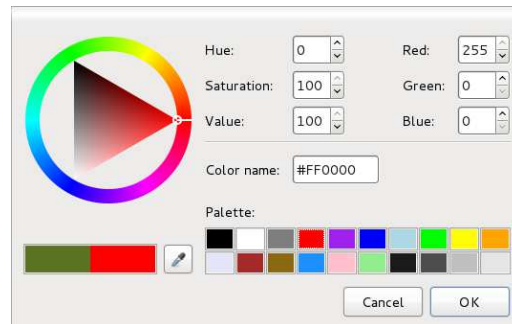 Hue: 0 Red: 255
Saturation: 100 Green: 0
Value: 100 Blue: 0
Color name: #FF0000
Palette:
Cancel OK